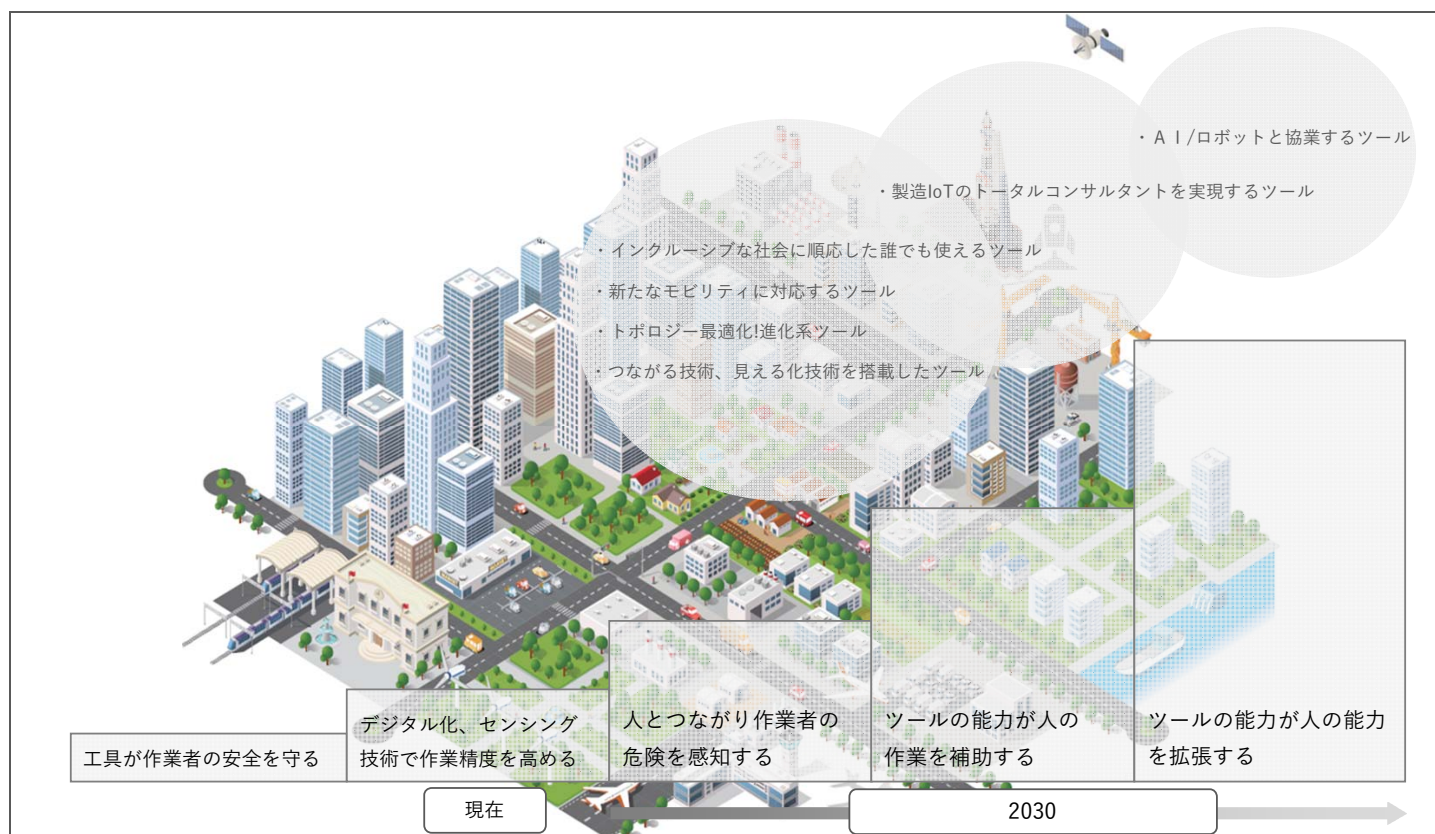 ・ＡＩ/ロボットと協業するツール
・製造IoTのトータルコンサルタントを実現するツール
・インクルーシブな社会に順応した誰でも使えるツール
・新たなモビリティに対応するツール
・トポロジー最適化!進化系ツール
・つながる技術、見える化技術を搭載したツール
工具が作業者の安全を守る
デジタル化、センシング
技術で作業精度を高める
人とつながり作業者の
危険を感知する
ツールの能力が人の
作業を補助する
ツールの能力が人の能力
を拡張する
現在
2030